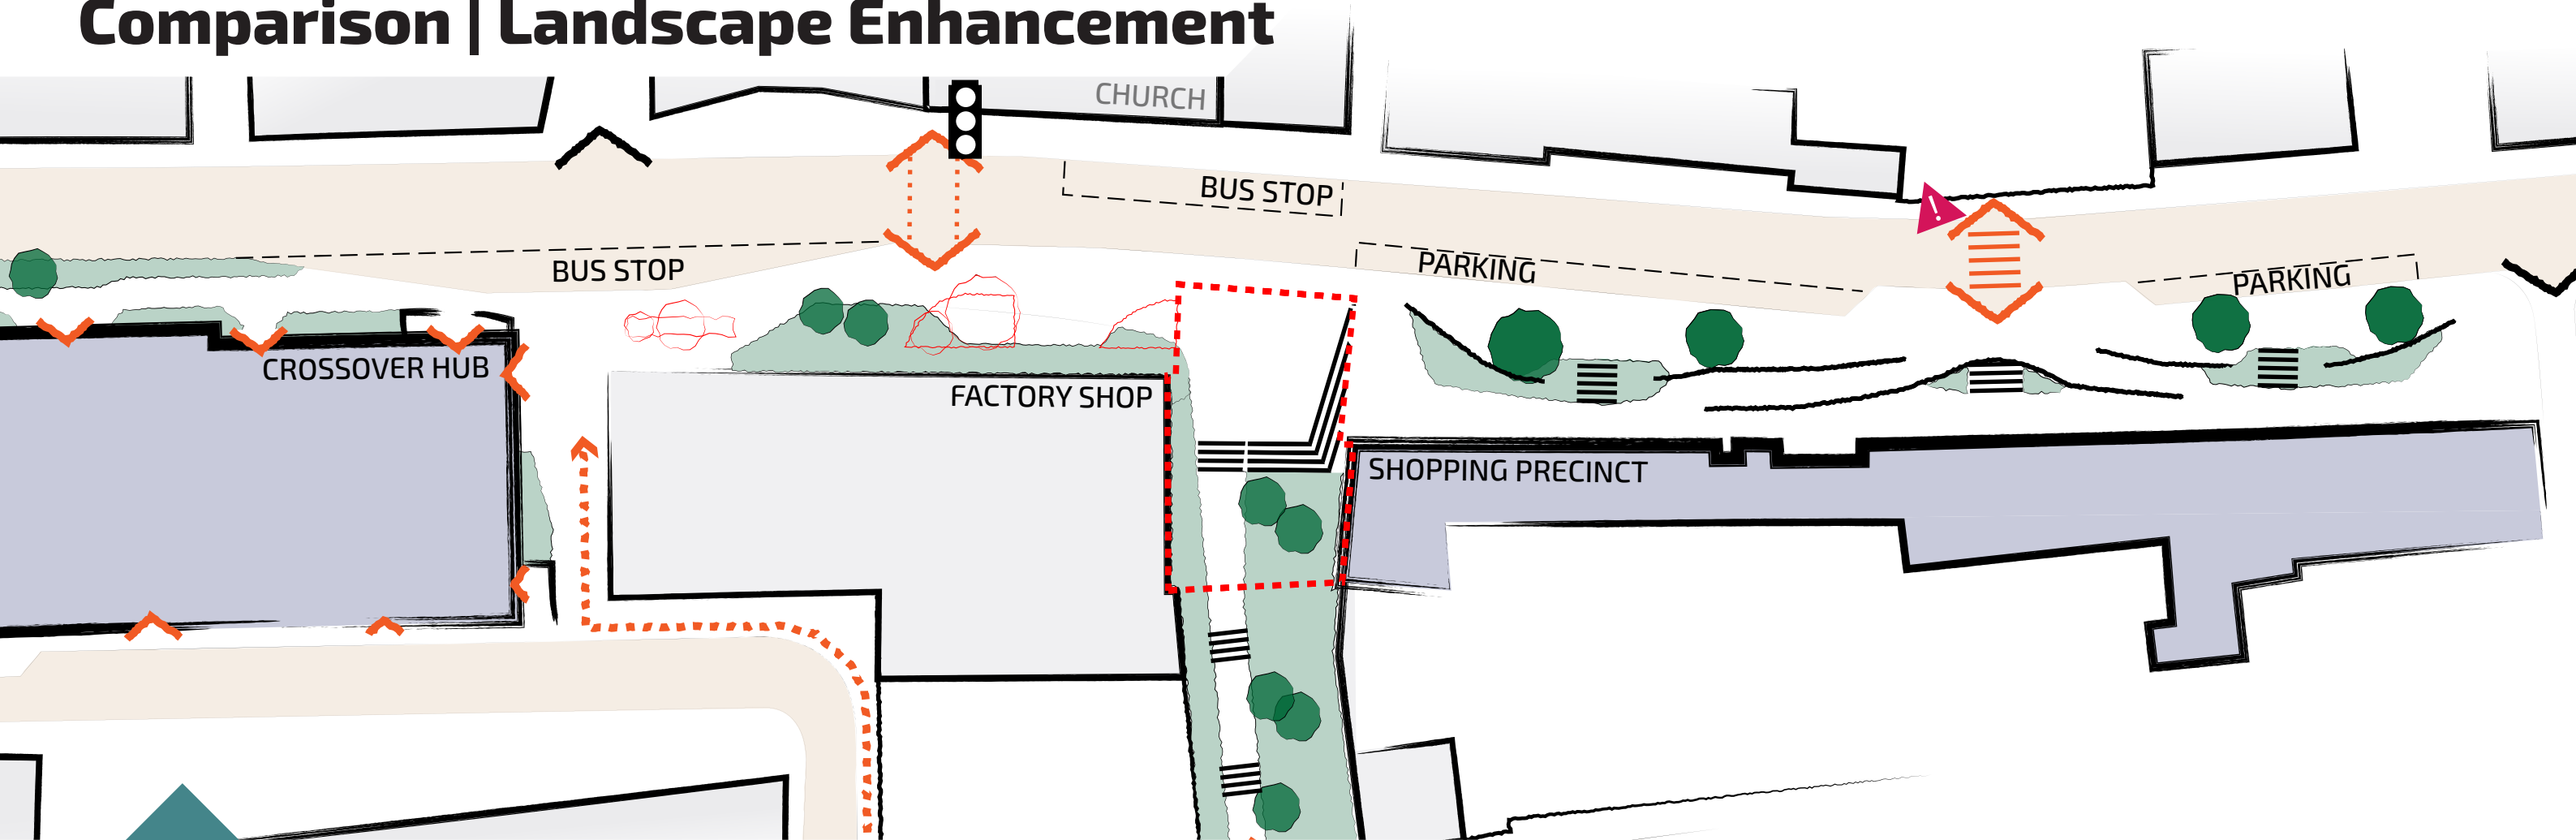 Comparison | Landscape Enhancement
CHURCH
BUS STOP
BUS STOP
PARKING
PARKING
!
CROSSOVER HUB
FACTORY SHOP
SHOPPING PRECINCT